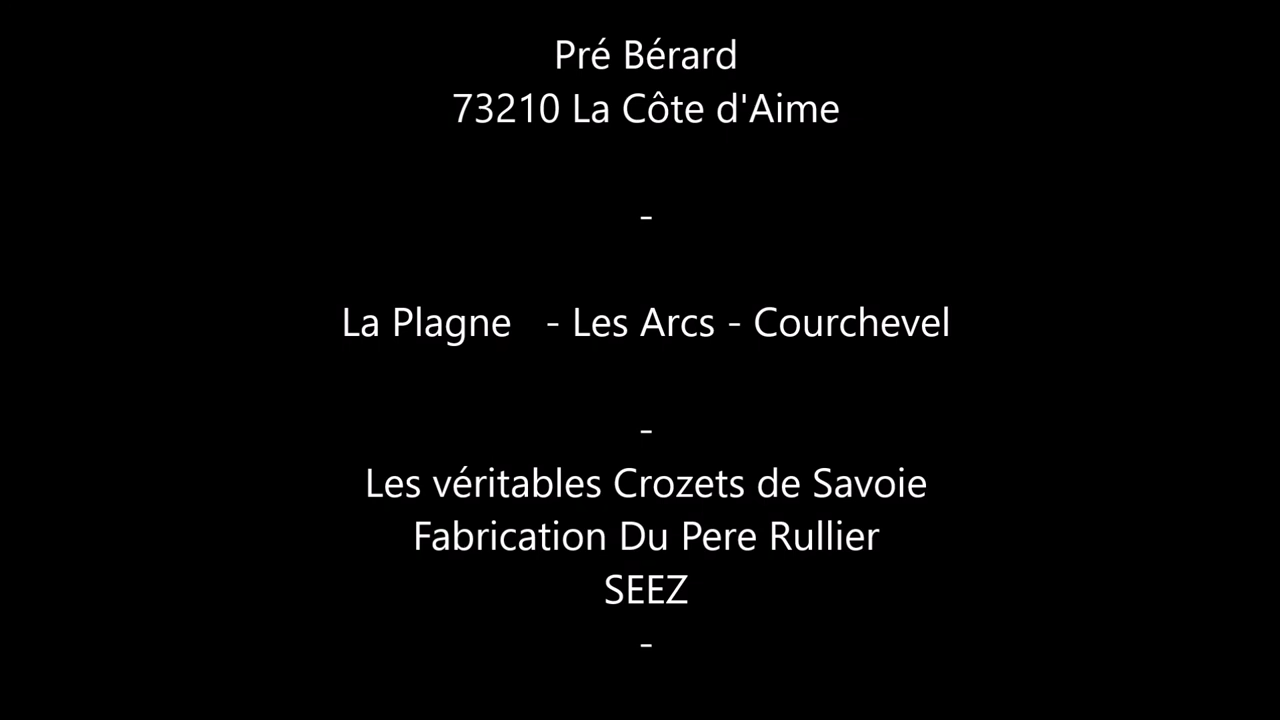 Pré Bérard
73210 La Côte d'Aime
-
La Plagne - Les Arcs - Courchevel
-
Les véritables Crozets de Savoie
Fabrication Du Pere Rullier
SEEZ
-